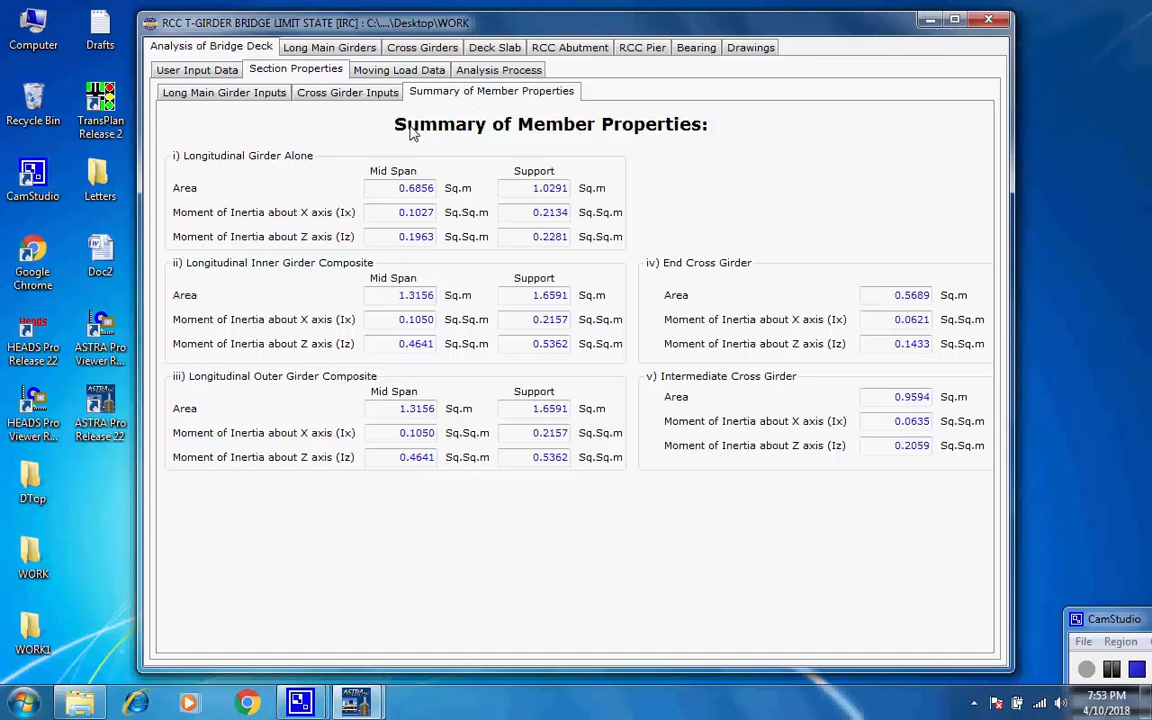 RCC T-GIRDER BRIDGE LIMIT STATE [IRC] : C:\....\Desktop\WORK
Analysis of Bridge Deck Long Main Girders Cross Girders Deck Slab RCC Abutment RCC Pier Bearing Drawings
User Input Data Section Properties Moving Load Data Analysis Process
Long Main Girder Inputs Cross Girder Inputs Summary of Member Properties
Summary of Member Properties:
i) Longitudinal Girder Alone
Mid Span Support
Area 0.6856 Sq.m 1.0291 Sq.m
Moment of Inertia about X axis (Ix) 0.1027 Sq.Sq.m 0.2134 Sq.Sq.m
Moment of Inertia about Z axis (Iz) 0.1963 Sq.Sq.m 0.2281 Sq.Sq.m
ii) Longitudinal Inner Girder Composite
Mid Span Support
Area 1.3156 Sq.m 1.6591 Sq.m
Moment of Inertia about X axis (Ix) 0.1050 Sq.Sq.m 0.2157 Sq.Sq.m
Moment of Inertia about Z axis (Iz) 0.4641 Sq.Sq.m 0.5362 Sq.Sq.m
iii) Longitudinal Outer Girder Composite
Mid Span Support
Area 1.3156 Sq.m 1.6591 Sq.m
Moment of Inertia about X axis (Ix) 0.1050 Sq.Sq.m 0.2157 Sq.Sq.m
Moment of Inertia about Z axis (Iz) 0.4641 Sq.Sq.m 0.5362 Sq.Sq.m
iv) End Cross Girder
Area 0.5689 Sq.m
Moment of Inertia about X axis (Ix) 0.0621 Sq.Sq.m
Moment of Inertia about Z axis (Iz) 0.1433 Sq.Sq.m
v) Intermediate Cross Girder
Area 0.9594 Sq.m
Moment of Inertia about X axis (Ix) 0.0635 Sq.Sq.m
Moment of Inertia about Z axis (Iz) 0.2059 Sq.Sq.m
Computer
Drafts
Recycle Bin
TransPlan
Release 2
CamStudio
Letters
Google
Chrome
Doc2
Heads
HEADS Pro
Release 22
ASTRA Pro
Viewer R...
HEADS Pro
Viewer R...
ASTRA
ASTRA Pro
Release 22
DTop
WORK
WORK1
CamStudio
File Region
ASTRA
7:53 PM
4/10/2018